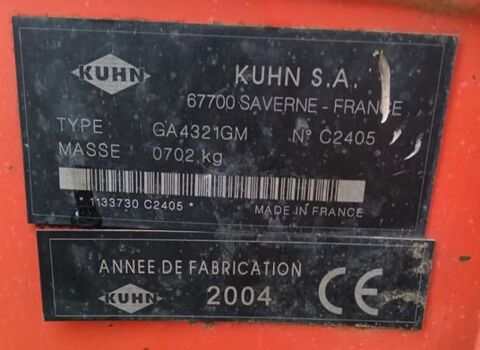 KUHN
KUHN S.A.
67700 SAVERNE - FRANCE
TYPE GA4321GM N° C2405
MASSE 0702.kg
* 1133730 C2405 *
MADE IN FRANCE
ANNEE DE FABRICATION
KUHN
2004
CE